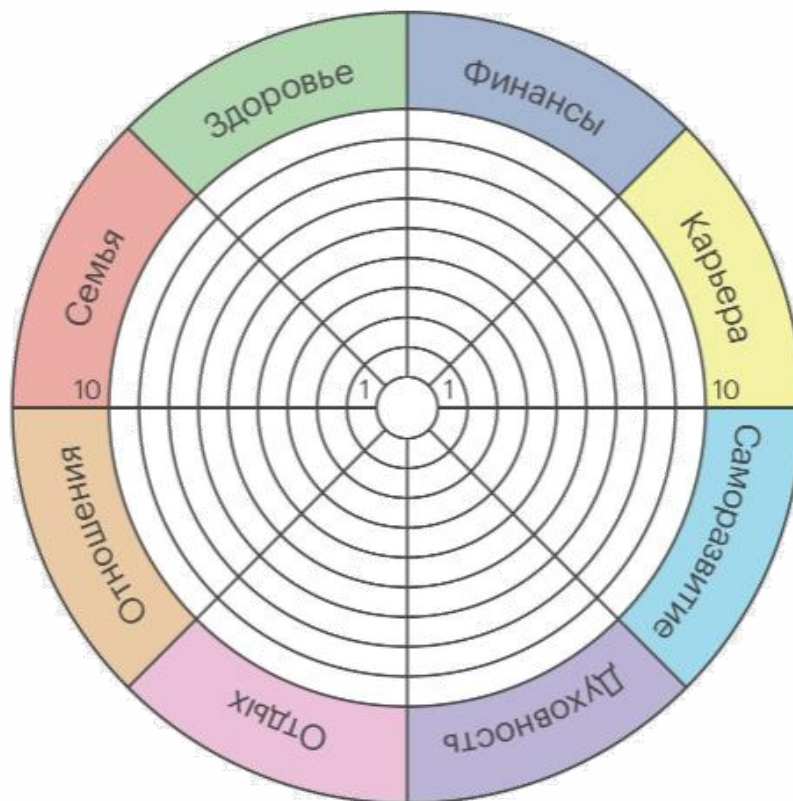 Здоровье
Финансы
Семья
Карьера
10
1
1
10
Отношения
Саморазвитие
Отдых
Духовность